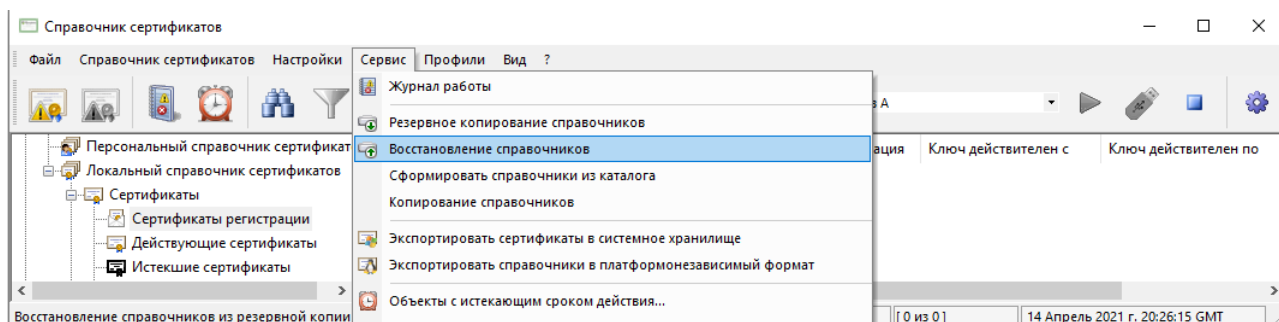 Справочник сертификатов
Файл Справочник сертификатов Настройки Сервис Профили Вид ?
Журнал работы
Резервное копирование справочников
Восстановление справочников
Сформировать справочники из каталога
Копирование справочников
Экспортировать сертификаты в системное хранилище
Экспортировать справочники в платформонезависимый формат
Объекты с истекающим сроком действия...
А
Ключ действителен с Ключ действителен по
Персональный справочник
Локальный справочник сертификатов
Сертификаты
Сертификаты регистрации
Действующие сертификаты
Истекшие сертификаты
Восстановление справочников из резервной копии
[ 0 из 0 ] 14 Апрель 2021 г. 20:26:15 GMT